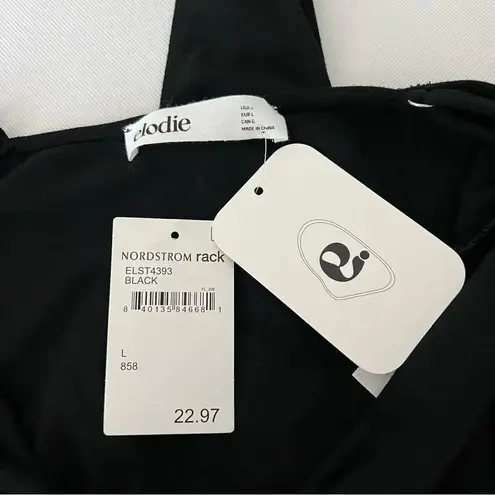 elodie
USA L
EUR L
CAN G
MADE IN CHINA
NORDSTROM rack
ELST4393
BLACK
8 40135 84668 1
L
858
22.97